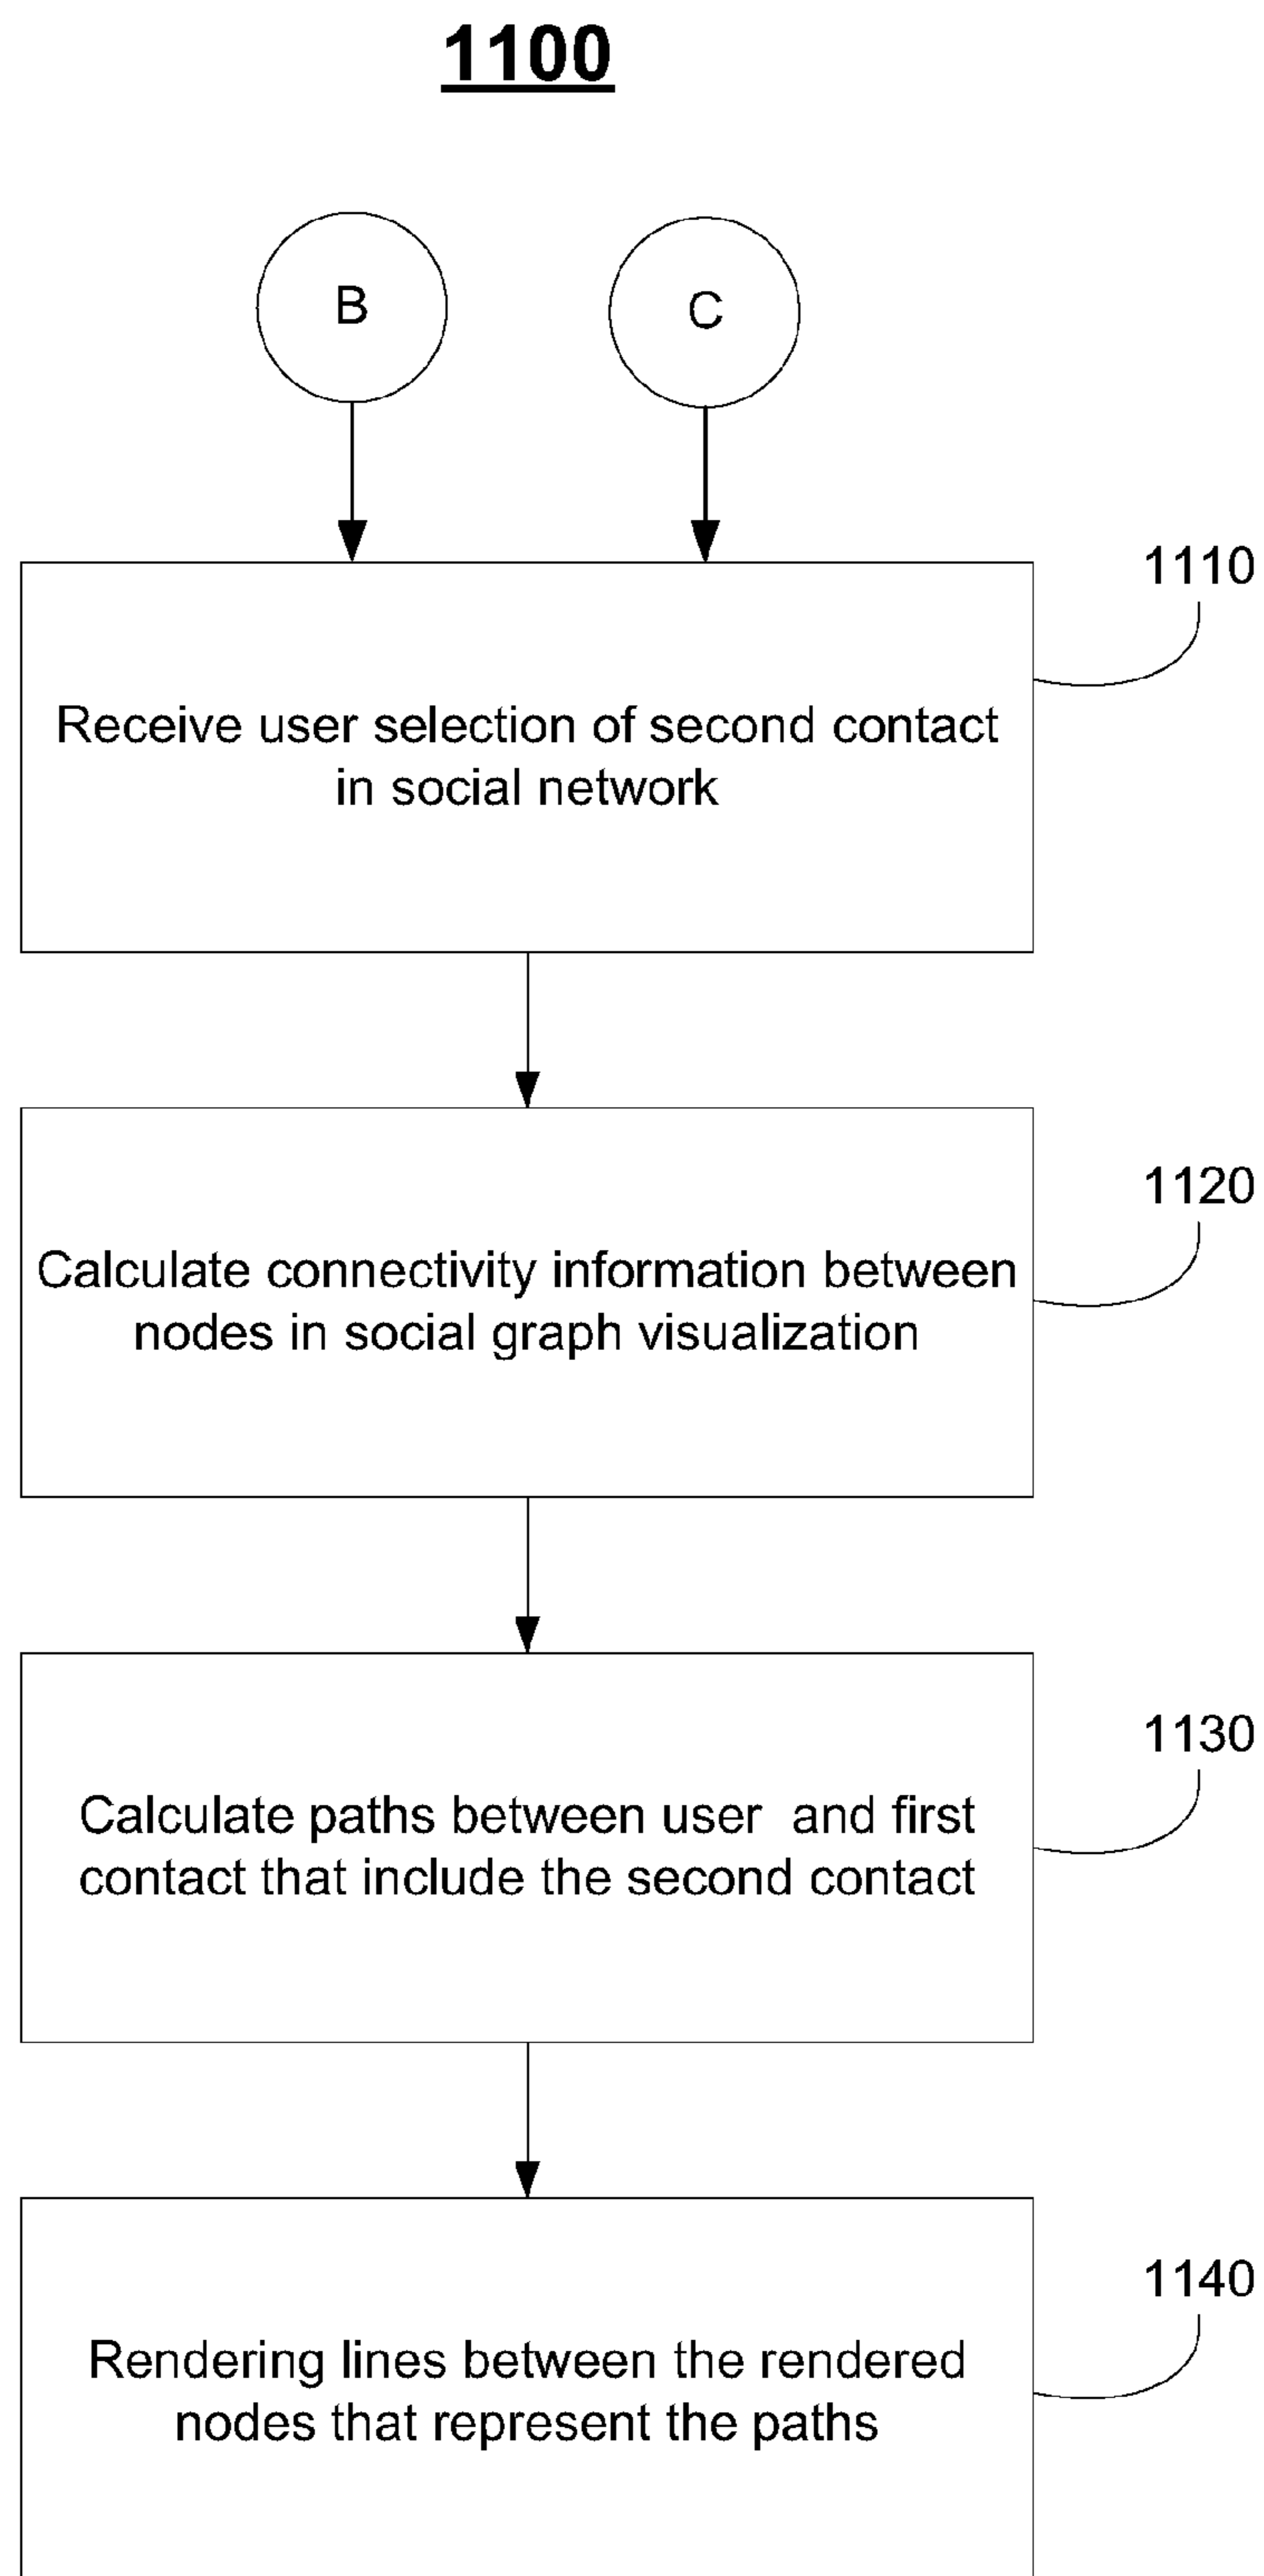 1100
B
C
1110
Receive user selection of second contact
in social network
1120
Calculate connectivity information between
nodes in social graph visualization
1130
Calculate paths between user  and first
contact that include the second contact
1140
Rendering lines between the rendered
nodes that represent the paths